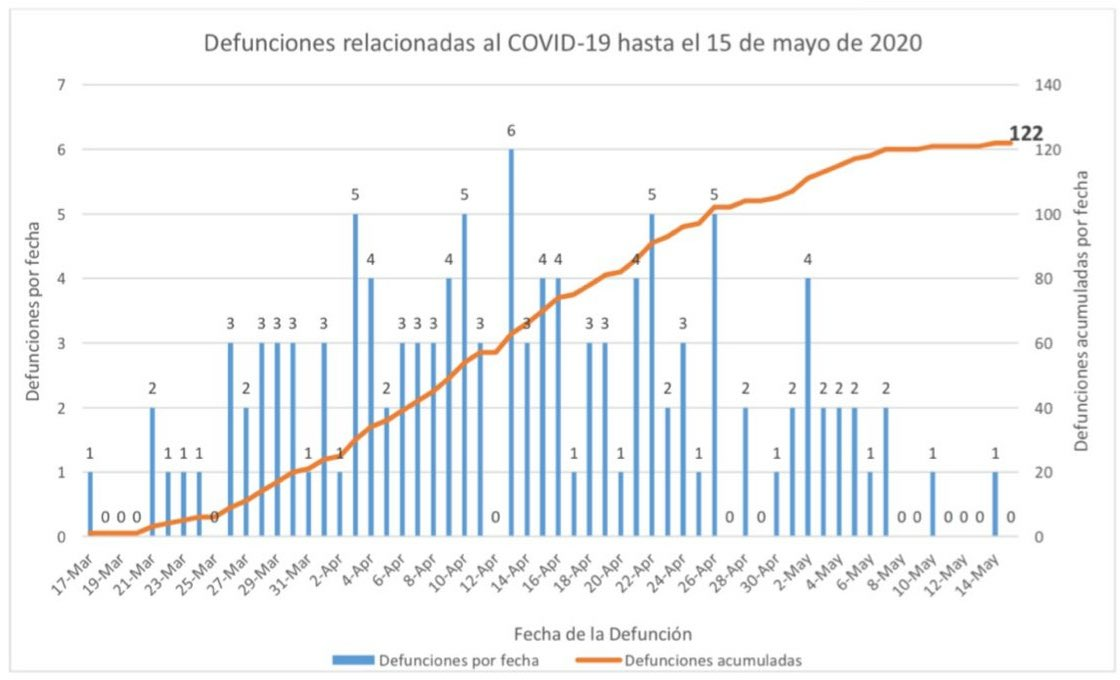 Defunciones relacionadas al COVID-19 hasta el 15 de mayo de 2020
Defunciones por fecha
7
6
5
4
3
2
1
0
1 0 0 0 2 1 1 1 0 3 2 3 3 3 1 3 1 5 4 2 3 3 3 4 5 3 0 6 3 4 4 1 3 3 1 4 5 2 3 1 5 0 2 0 1 2 4 2 2 2 1 2 0 0 1 0 0 0 1 0
122
140
120
100
80
60
40
20
0
Defunciones acumuladas por fecha
17-Mar 19-Mar 21-Mar 23-Mar 25-Mar 27-Mar 29-Mar 31-Mar 2-Apr 4-Apr 6-Apr 8-Apr 10-Apr 12-Apr 14-Apr 16-Apr 18-Apr 20-Apr 22-Apr 24-Apr 26-Apr 28-Apr 30-Apr 2-May 4-May 6-May 8-May 10-May 12-May 14-May
Fecha de la Defunción
Defunciones por fecha Defunciones acumuladas